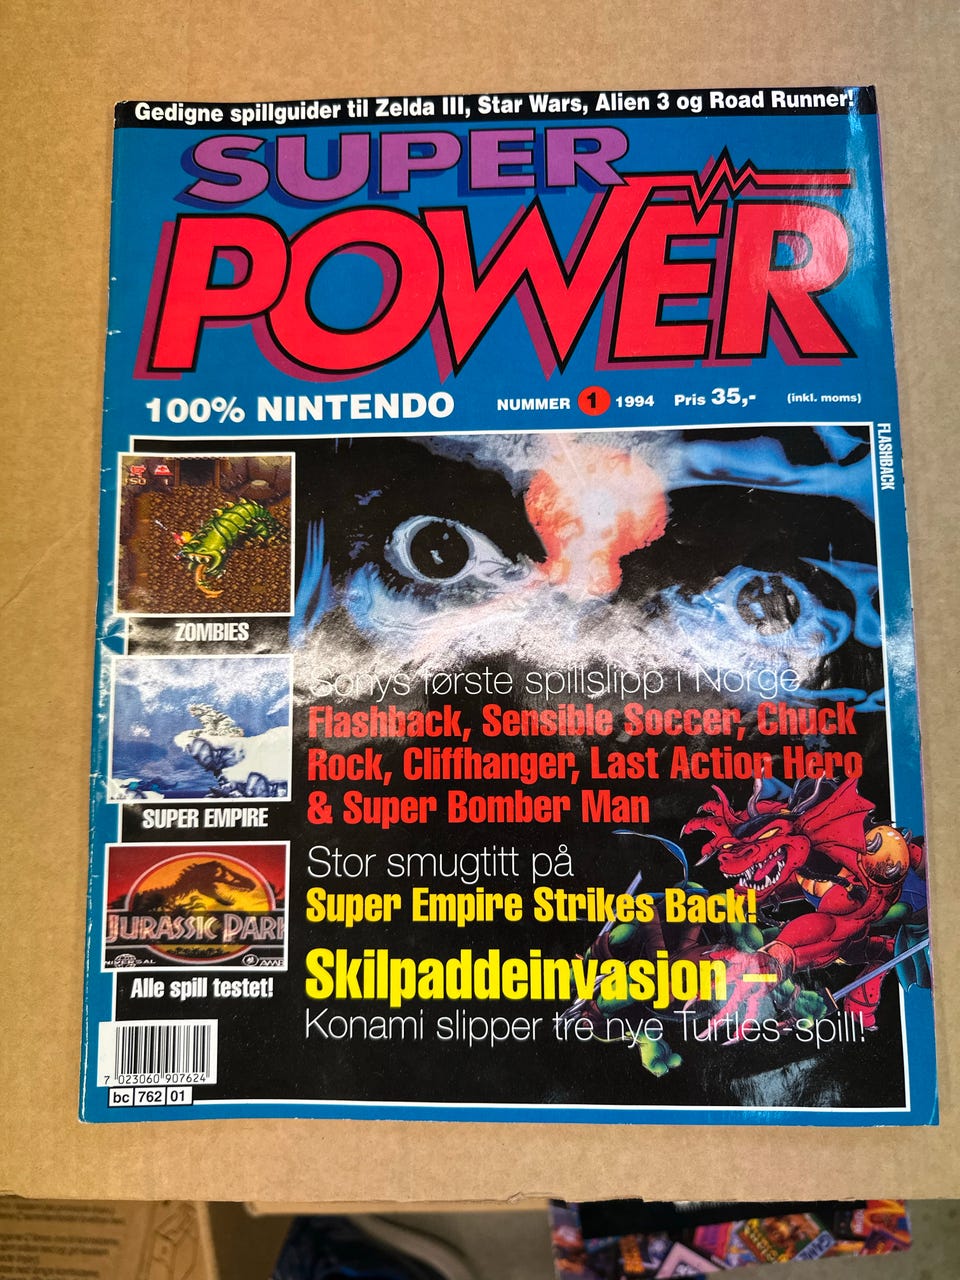 Gedigne spillguider til Zelda III, Star Wars, Alien 3 og Road Runner!
SUPER
POWER
100% NINTENDO
NUMMER 1 1994 Pris 35,- (inkl. moms)
FLASHBACK
ZOMBIES
SUPER EMPIRE
JURASSIC PARK
Alle spill testet!
Sonys første spillslipp i Norge
Flashback, Sensible Soccer, Chuck
Rock, Cliffhanger, Last Action Hero
& Super Bomber Man
Stor smugtitt på
Super Empire Strikes Back!
Skilpaddeinvasjon –
Konami slipper tre nye Turtles-spill!
7 023060 907624
bc 762 01